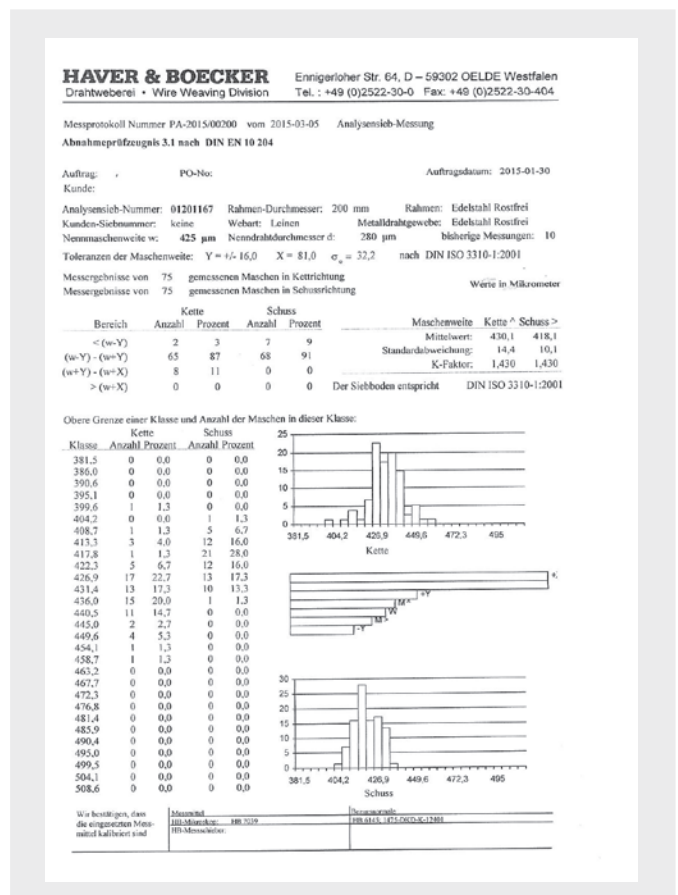 HAVER & BOECKER
Drahtweberei • Wire Weaving Division
Ennigerloher Str. 64, D – 59302 OELDE Westfalen
Tel. : +49 (0)2522-30-0 Fax: +49 (0)2522-30-404
Messprotokoll Nummer PA-2015/00200 vom 2015-03-05 Analysensieb-Messung
Abnahmeprüfzeugnis 3.1 nach DIN EN 10 204
Auftrag: PO-No: Auftragsdatum: 2015-01-30
Kunde:
Analysensieb-Nummer: 01201167 Rahmen-Durchmesser: 200 mm Rahmen: Edelstahl Rostfrei
Kunden-Siebnummer: keine Webart: Leinen Metalldrahtgewebe: Edelstahl Rostfrei
Nennmaschenweite w: 425 µm Nenndrahtdurchmesser d: 280 µm bisherige Messungen: 10
Toleranzen der Maschenweite: Y = +/- 16,0 X = 81,0 σ = 32,2 nach DIN ISO 3310-1:2001
Messergebnisse von 75 gemessenen Maschen in Kettrichtung
Messergebnisse von 75 gemessenen Maschen in Schussrichtung
Werte in Mikrometer
Kette Schuss
Bereich Anzahl Prozent Anzahl Prozent
< (w-Y) 2 3 7 9
(w-Y) - (w+Y) 65 87 68 91
(w+Y) - (w+X) 8 11 0 0
> (w+X) 0 0 0 0
Maschenweite Kette ^ Schuss >
Mittelwert: 430,1 418,1
Standardabweichung: 14,4 10,1
K-Faktor: 1,430 1,430
Der Siebboden entspricht DIN ISO 3310-1:2001
Obere Grenze einer Klasse und Anzahl der Maschen in dieser Klasse:
Kette Schuss
Klasse Anzahl Prozent Anzahl Prozent
381,5 0 0,0 0 0,0
386,0 0 0,0 0 0,0
390,6 0 0,0 0 0,0
395,1 0 0,0 0 0,0
399,6 1 1,3 0 0,0
404,2 0 0,0 1 1,3
408,7 1 1,3 5 6,7
413,3 3 4,0 12 16,0
417,8 1 1,3 21 28,0
422,3 5 6,7 12 16,0
426,9 17 22,7 13 17,3
431,4 13 17,3 10 13,3
436,0 15 20,0 1 1,3
440,5 11 14,7 0 0,0
445,0 2 2,7 0 0,0
449,6 4 5,3 0 0,0
454,1 1 1,3 0 0,0
458,7 1 1,3 0 0,0
463,2 0 0,0 0 0,0
467,7 0 0,0 0 0,0
472,3 0 0,0 0 0,0
476,8 0 0,0 0 0,0
481,4 0 0,0 0 0,0
485,9 0 0,0 0 0,0
490,4 0 0,0 0 0,0
495,0 0 0,0 0 0,0
499,5 0 0,0 0 0,0
504,1 0 0,0 0 0,0
508,6 0 0,0 0 0,0
25
20
15
10
5
0
381,5 404,2 426,9 449,6 472,3 495
Kette
+Y
M^
W
M>
-Y
30
25
20
15
10
5
0
381,5 404,2 426,9 449,6 472,3 495
Schuss
Wir bestätigen, dass
die eingesetzten Mess-
mittel kalibriert sind
Messmittel
HB-Mikroskop: HB 7039
HB-Messschieber: